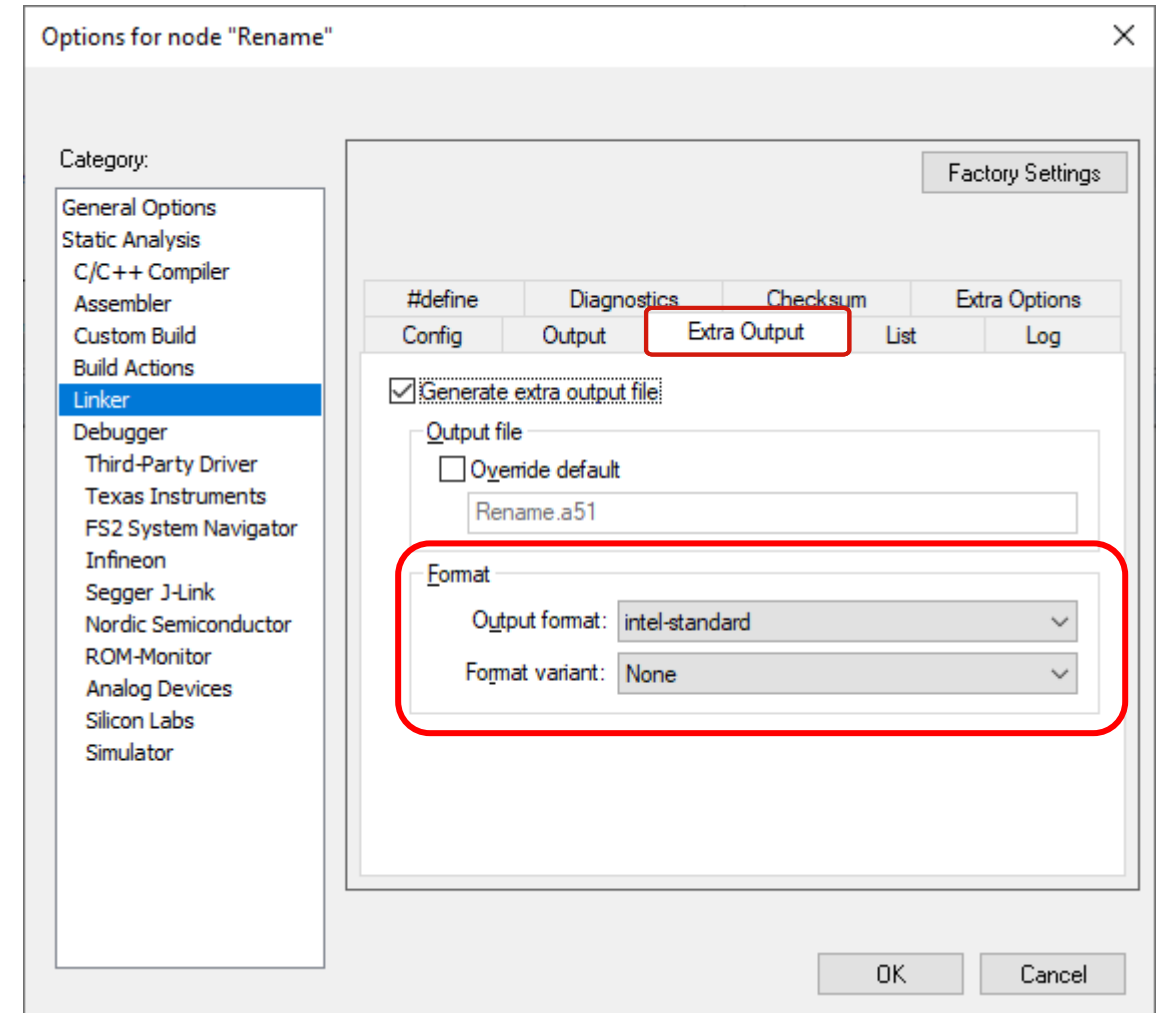 Options for node "Rename"
Category:
General Options
Static Analysis
C/C++ Compiler
Assembler
Custom Build
Build Actions
Linker
Debugger
Third-Party Driver
Texas Instruments
FS2 System Navigator
Infineon
Segger J-Link
Nordic Semiconductor
ROM-Monitor
Analog Devices
Silicon Labs
Simulator
Factory Settings
#define Diagnostics Checksum Extra Options
Config Output Extra Output List Log
Generate extra output file
Output file
Override default
Rename.a51
Format
Output format: intel-standard
Format variant: None
OK Cancel